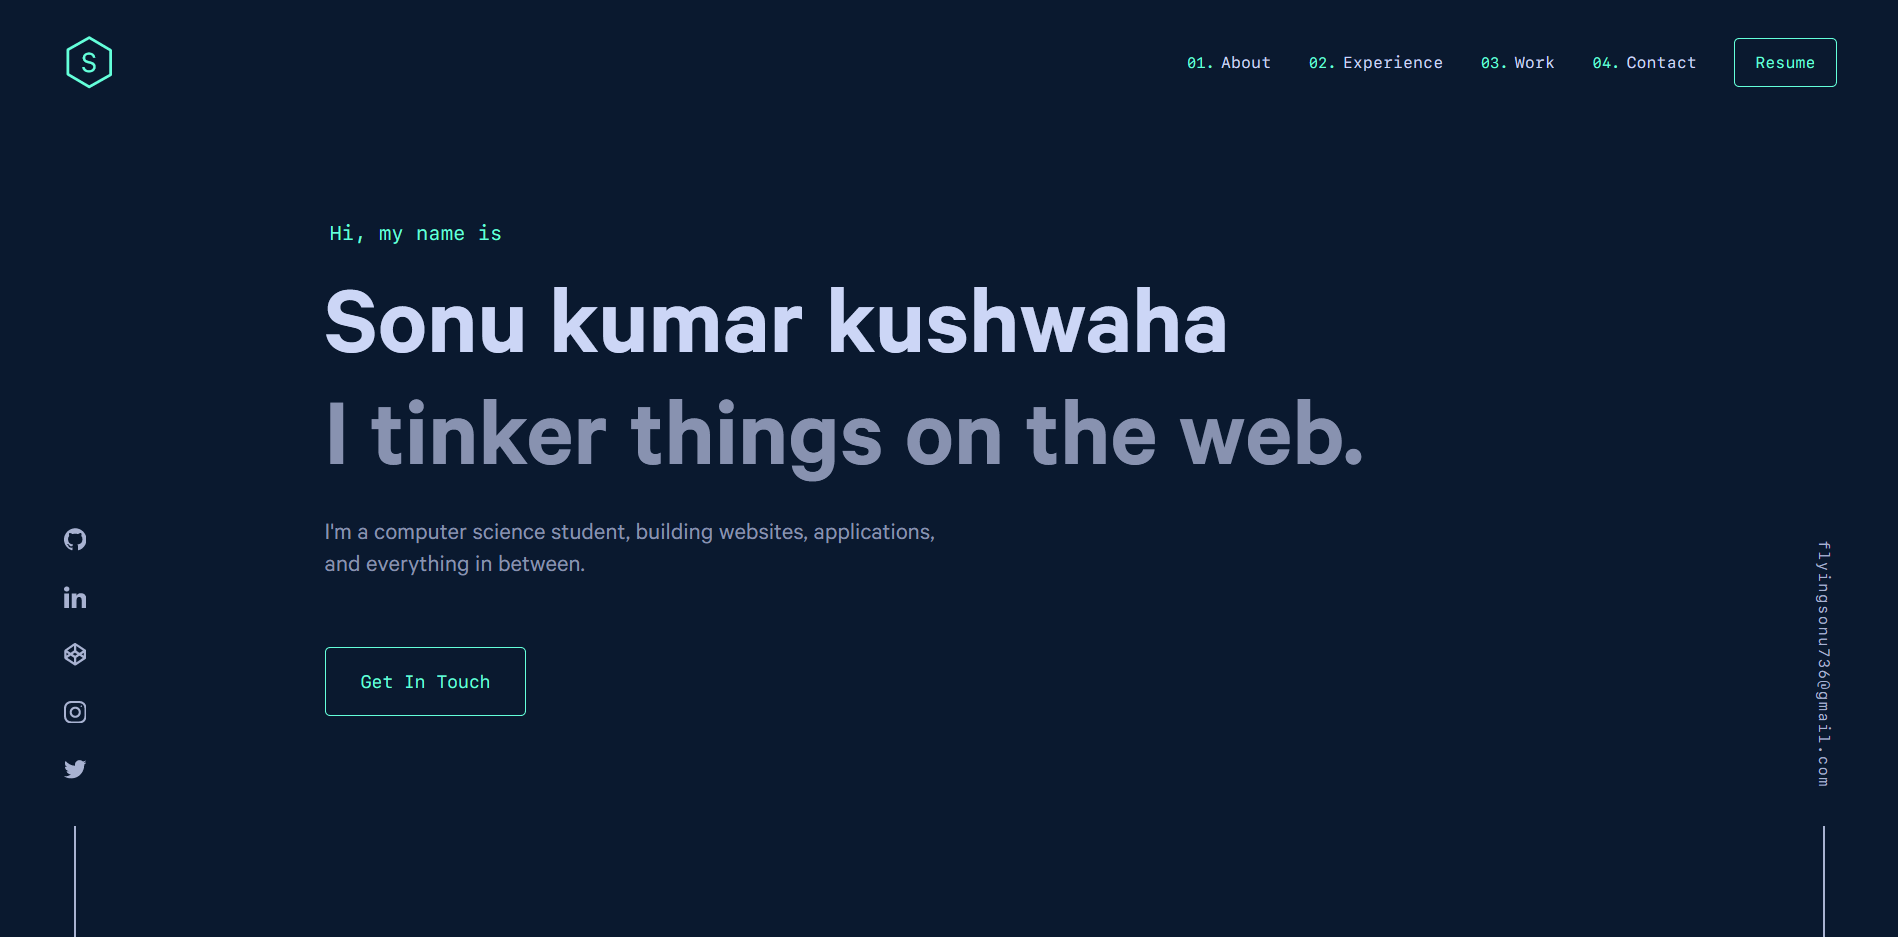 S
01. About 02. Experience 03. Work 04. Contact Resume
Hi, my name is
Sonu kumar kushwaha
I tinker things on the web.
I'm a computer science student, building websites, applications,
and everything in between.
Get In Touch
in
flyingsonu736@gmail.com